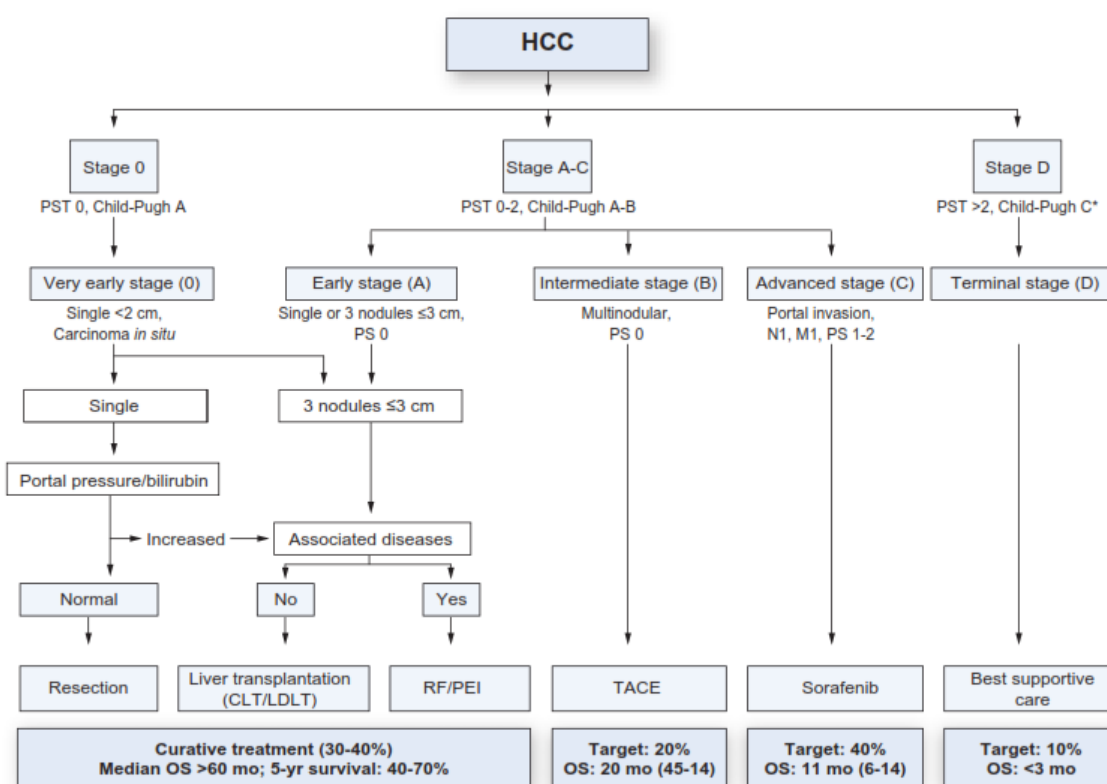 HCC
Stage 0
Stage A-C
Stage D
PST 0, Child-Pugh A
PST 0-2, Child-Pugh A-B
PST >2, Child-Pugh C*
Very early stage (0)
Early stage (A)
Intermediate stage (B)
Advanced stage (C)
Terminal stage (D)
Single <2 cm,
Carcinoma in situ
Single or 3 nodules ≤3 cm,
PS 0
Multinodular,
PS 0
Portal invasion,
N1, M1, PS 1-2
Single
3 nodules ≤3 cm
Portal pressure/bilirubin
Increased
Associated diseases
Normal
No
Yes
Resection
Liver transplantation
(CLT/LDLT)
RF/PEI
TACE
Sorafenib
Best supportive
care
Curative treatment (30-40%)
Median OS >60 mo; 5-yr survival: 40-70%
Target: 20%
OS: 20 mo (45-14)
Target: 40%
OS: 11 mo (6-14)
Target: 10%
OS: <3 mo